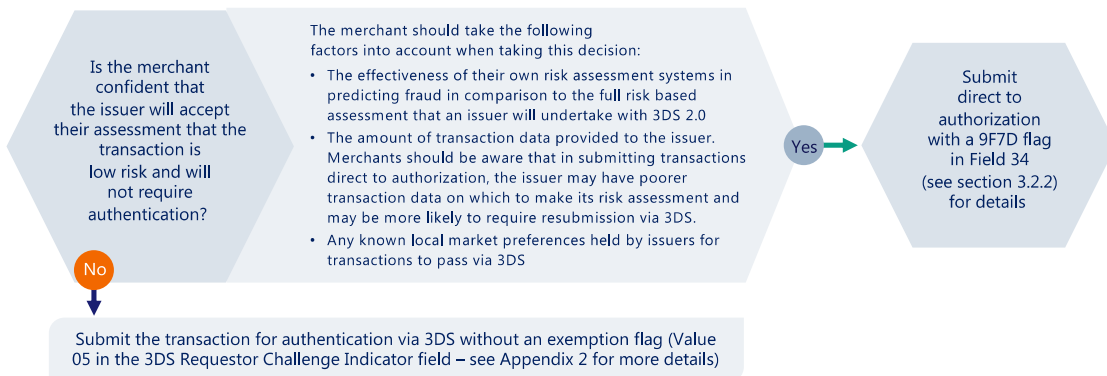 Is the merchant
confident that
the issuer will accept
their assessment that the
transaction is
low risk and will
not require
authentication?
The merchant should take the following
factors into account when taking this decision:
• The effectiveness of their own risk assessment systems in
predicting fraud in comparison to the full risk based
assessment that an issuer will undertake with 3DS 2.0
• The amount of transaction data provided to the issuer.
Merchants should be aware that in submitting transactions
direct to authorization, the issuer may have poorer
transaction data on which to make its risk assessment and
may be more likely to require resubmission via 3DS.
• Any known local market preferences held by issuers for
transactions to pass via 3DS
Yes
Submit
direct to
authorization
with a 9F7D flag
in Field 34
(see section 3.2.2)
for details
No
Submit the transaction for authentication via 3DS without an exemption flag (Value
05 in the 3DS Requestor Challenge Indicator field – see Appendix 2 for more details)